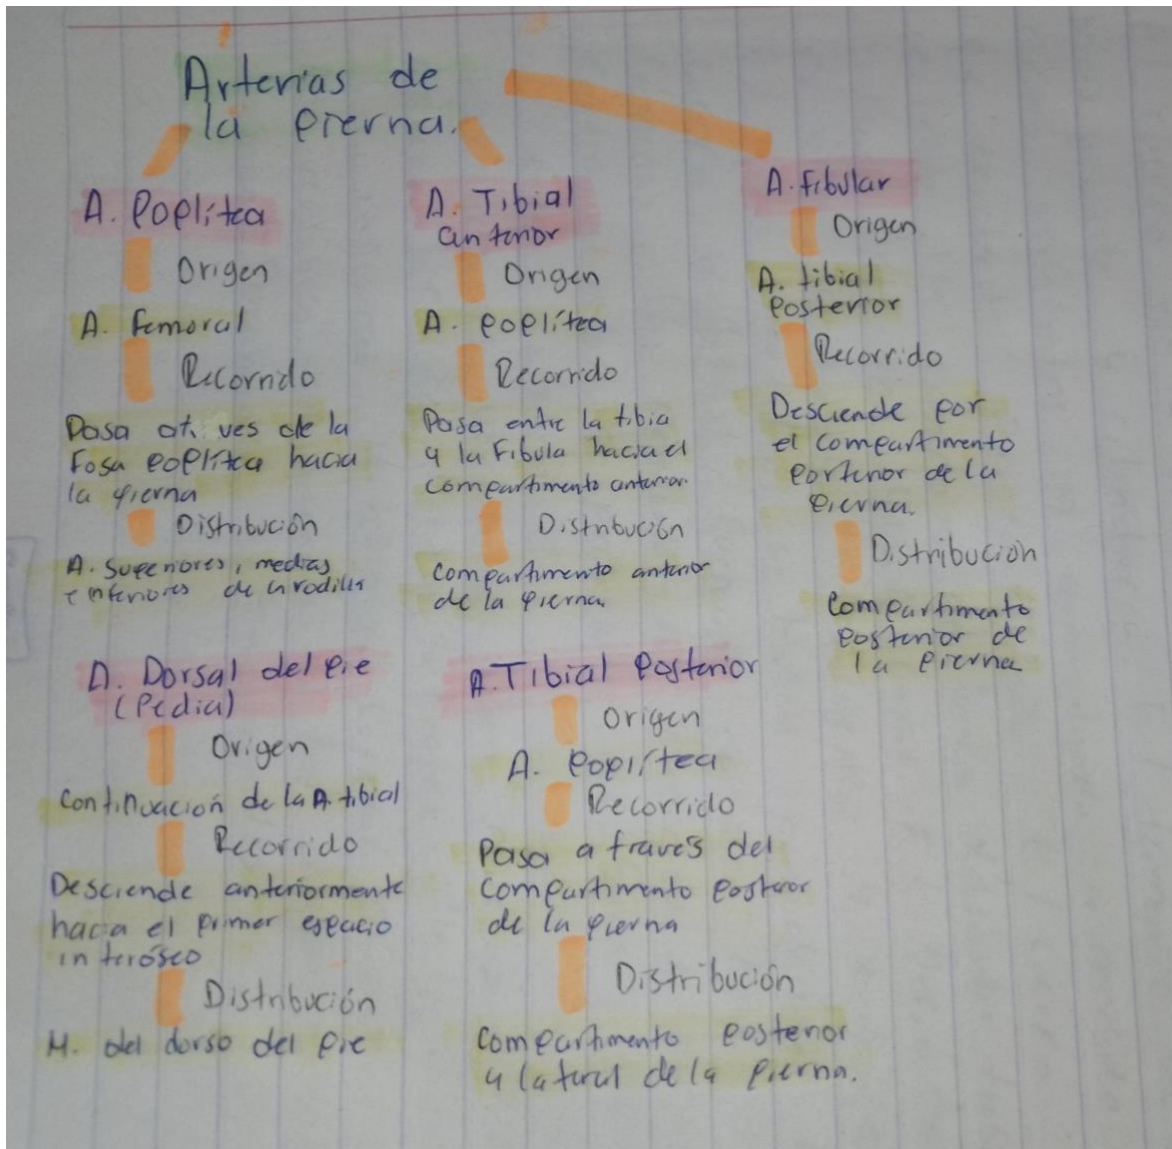 Arterias de
la pierna.
A. Poplítea
Origen
A. Femoral
Recorrido
Pasa at. ves de la
Fosa poplítea hacia
la pierna
Distribución
A. superiores, medias
e inferiores de la rodilla
A. Tibial
anterior
Origen
A. poplítea
Recorrido
Pasa entre la tibia
y la Fibula hacia el
compartimento anterior.
Distribución
compartimento anterior
de la pierna.
A. Fibular
Origen
A. tibial
Posterior
Recorrido
Desciende por
el compartimento
porterior de la
pierna.
Distribución
Compartimento
posterior de
la pierna
A. Dorsal del pie
(Pedia)
Origen
Continuación de la A. tibial
Recorrido
Desciende anteriormente
hacia el primer espacio
interóseo
Distribución
M. del dorso del pie
A. Tibial Posterior
Origen
A. Poplítea
Recorrido
Pasa a través del
compartimento posteror
de la pierna
Distribución
Compartimento posterior
y lateral de la pierna.